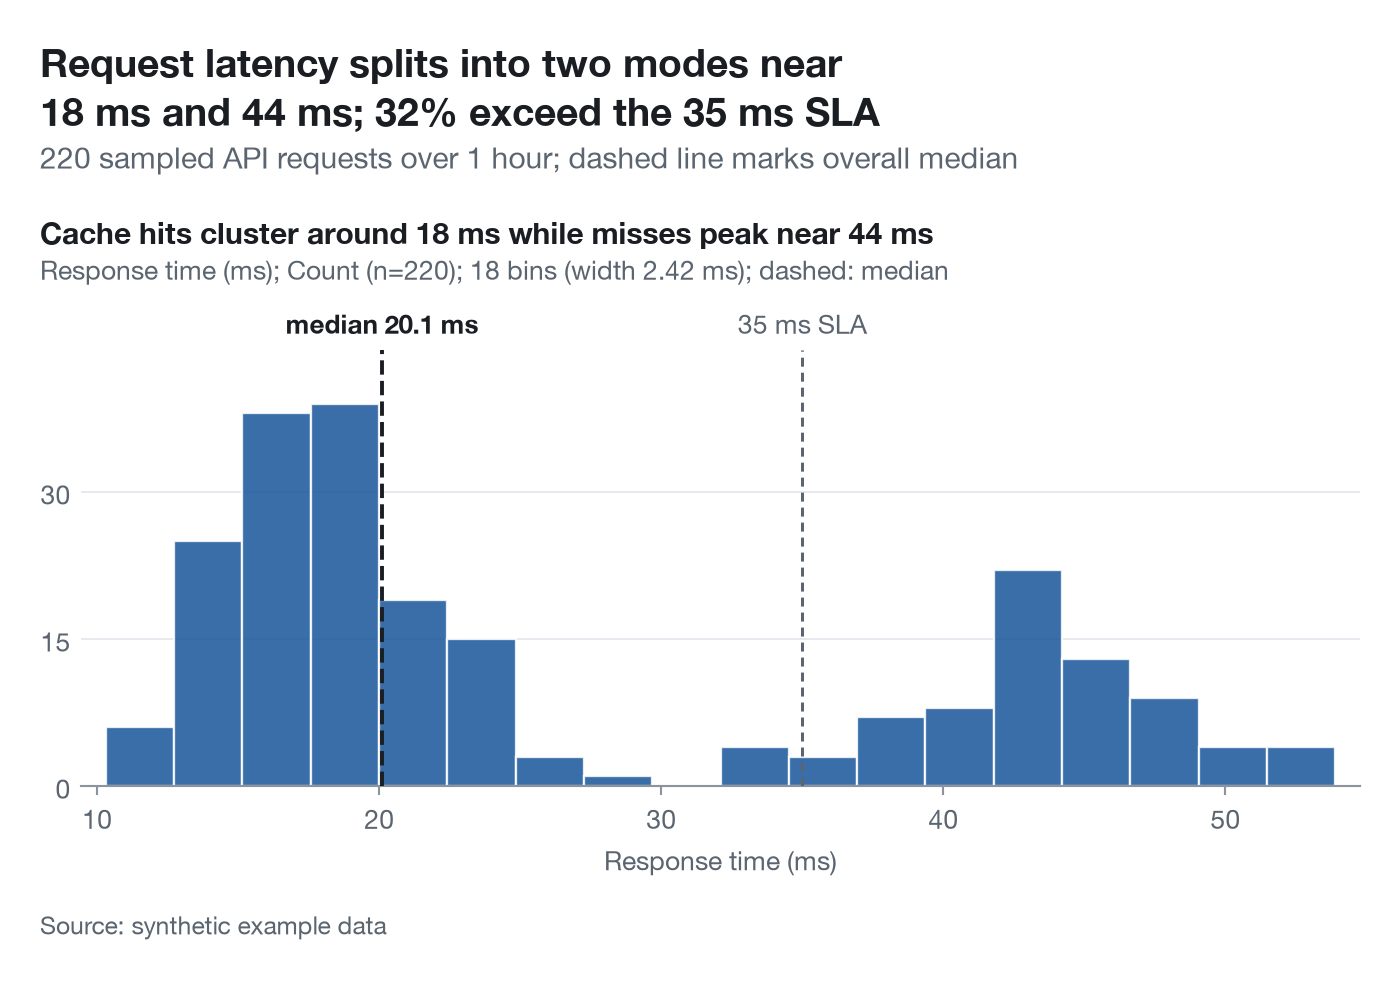 Request latency splits into two modes near
18 ms and 44 ms; 32% exceed the 35 ms SLA
220 sampled API requests over 1 hour; dashed line marks overall median
Cache hits cluster around 18 ms while misses peak near 44 ms
Response time (ms); Count (n=220); 18 bins (width 2.42 ms); dashed: median
median 20.1 ms
35 ms SLA
30
15
0
10 20 30 40 50
Response time (ms)
Source: synthetic example data